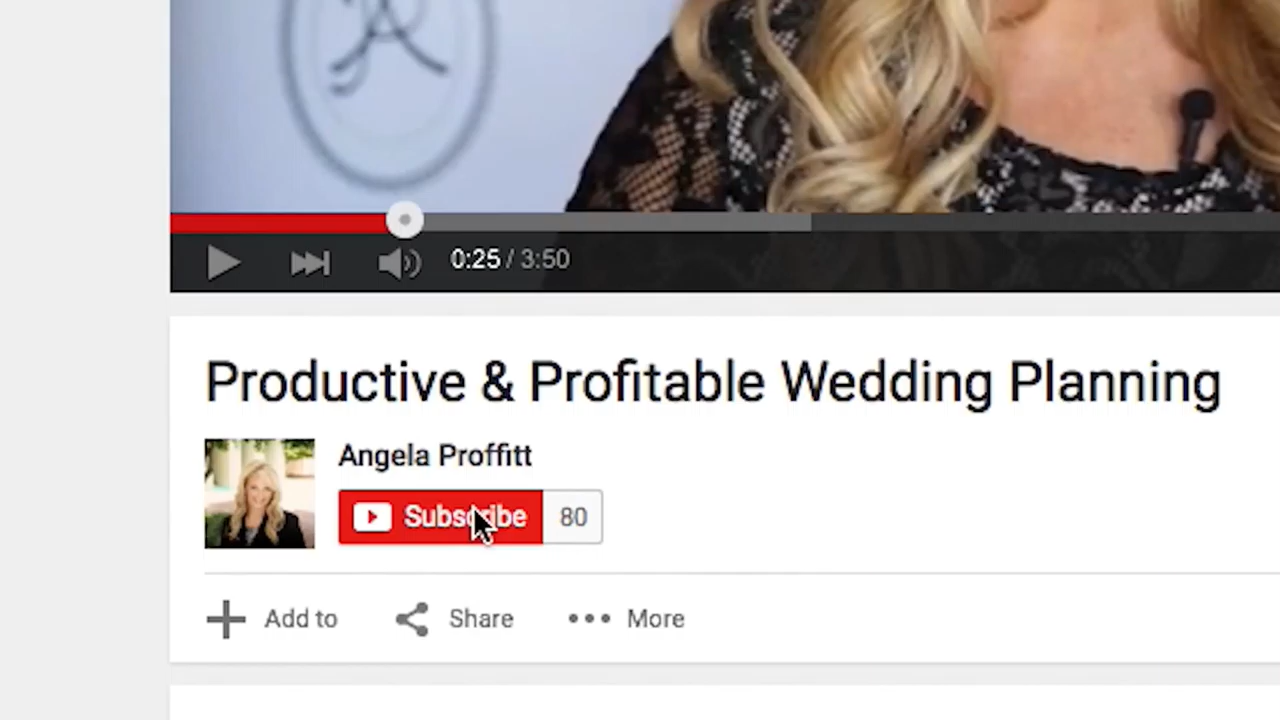 0:25 / 3:50
Productive & Profitable Wedding Planning
Angela Proffitt
Subscribe 80
Add to Share More